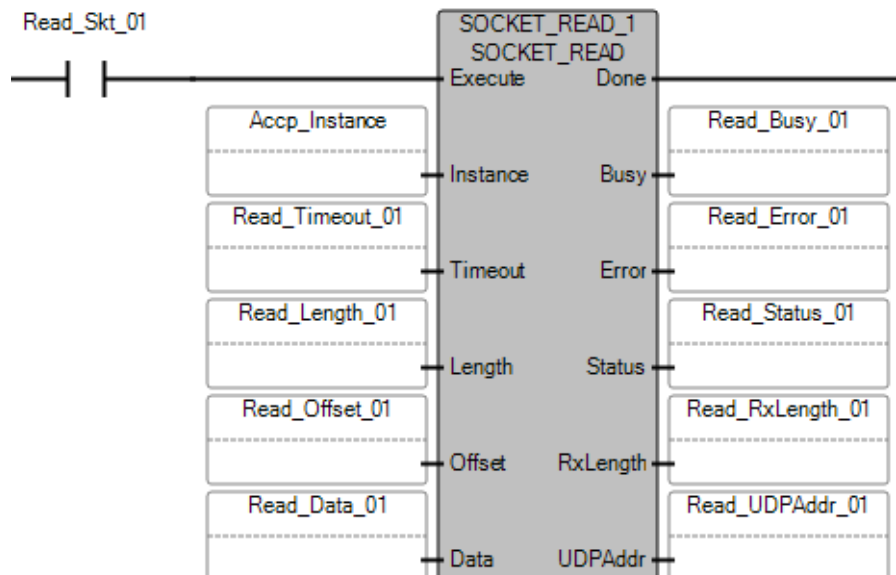 Read_Skt_01
SOCKET_READ_1
SOCKET_READ
Execute Done
Accp_Instance
Read_Busy_01
Instance Busy
Read_Timeout_01
Read_Error_01
Timeout Error
Read_Length_01
Read_Status_01
Length Status
Read_Offset_01
Read_RxLength_01
Offset RxLength
Read_Data_01
Read_UDPAddr_01
Data UDPAddr